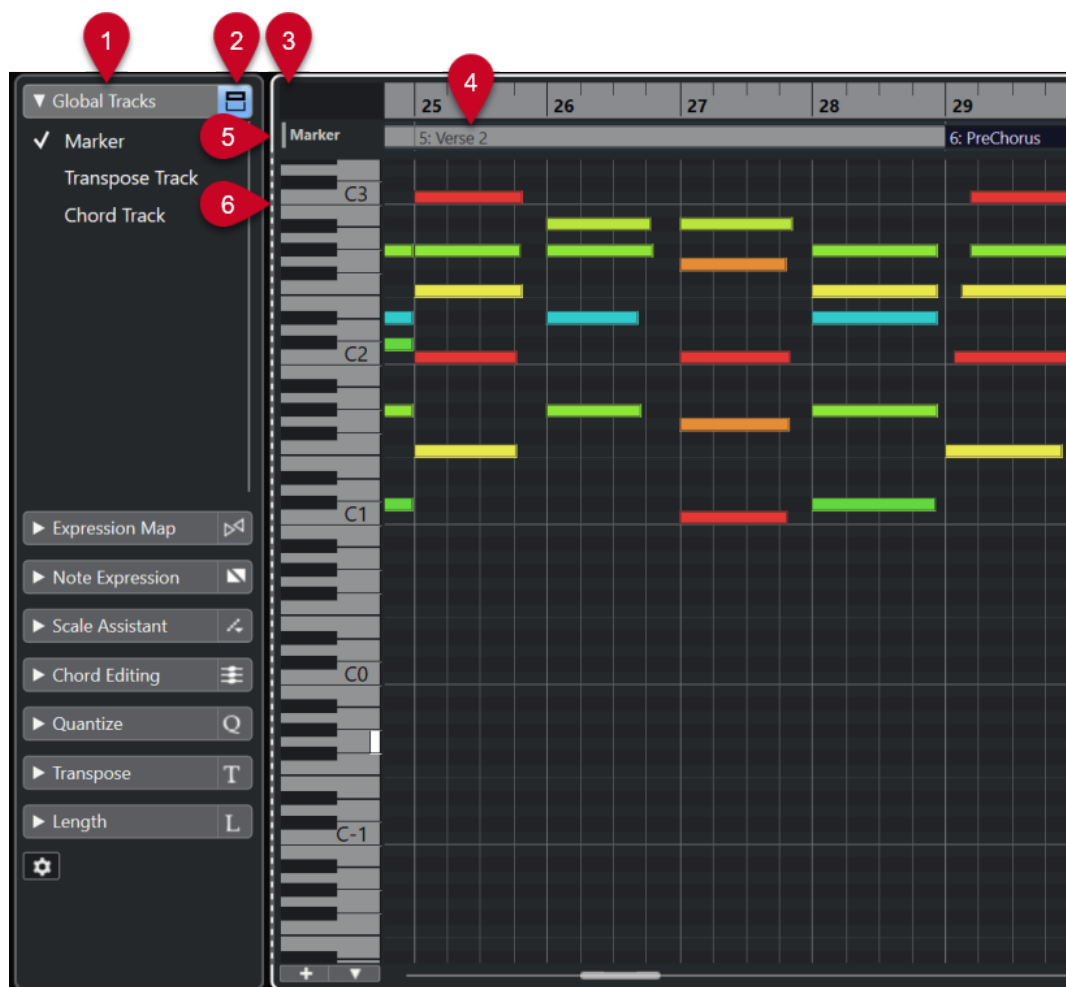 1
2
3
4
Global Tracks
25
26
27
28
29
5
Marker
Marker
5: Verse 2
6: PreChorus
Transpose Track
6
C3
Chord Track
C2
Expression Map
C1
Note Expression
Scale Assistant
Chord Editing
C0
Quantize
Q
Transpose
T
Length
L
C-1